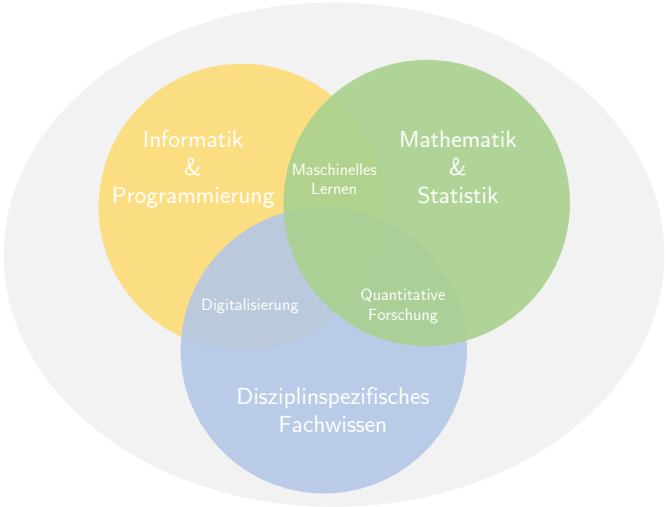 Informatik
&
Programmierung
Mathematik
&
Statistik
Maschinelles
Lernen
Digitalisierung
Quantitative
Forschung
Disziplinspezifisches
Fachwissen